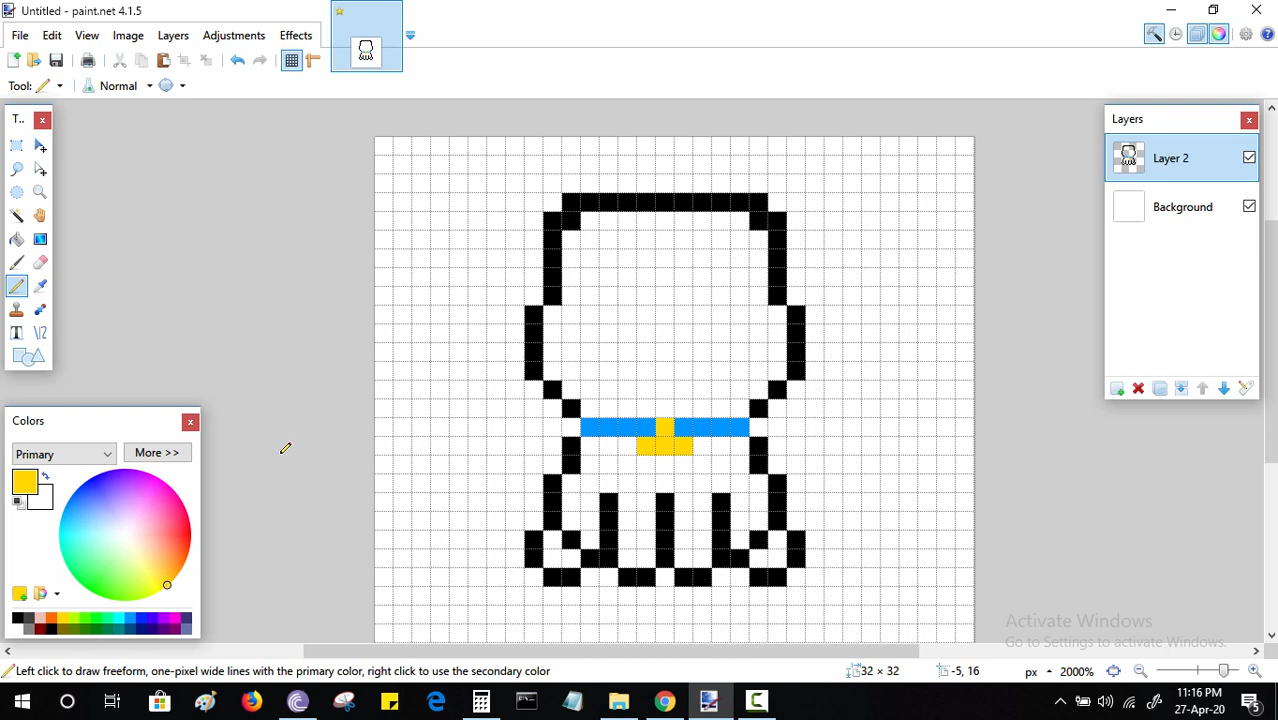 Untitled - paint.net 4.1.5
File Edit View Image Layers Adjustments Effects
Tool: Normal
T..
Layers
Layer 2
Background
Colors
Primary
More >>
Activate Windows
Go to Settings to activate Windows.
Left click to draw freeform, one-pixel wide lines with the primary color, right click to use the secondary color
32 × 32
-5, 16
px
2000%
11:16 PM
27-Apr-20
5